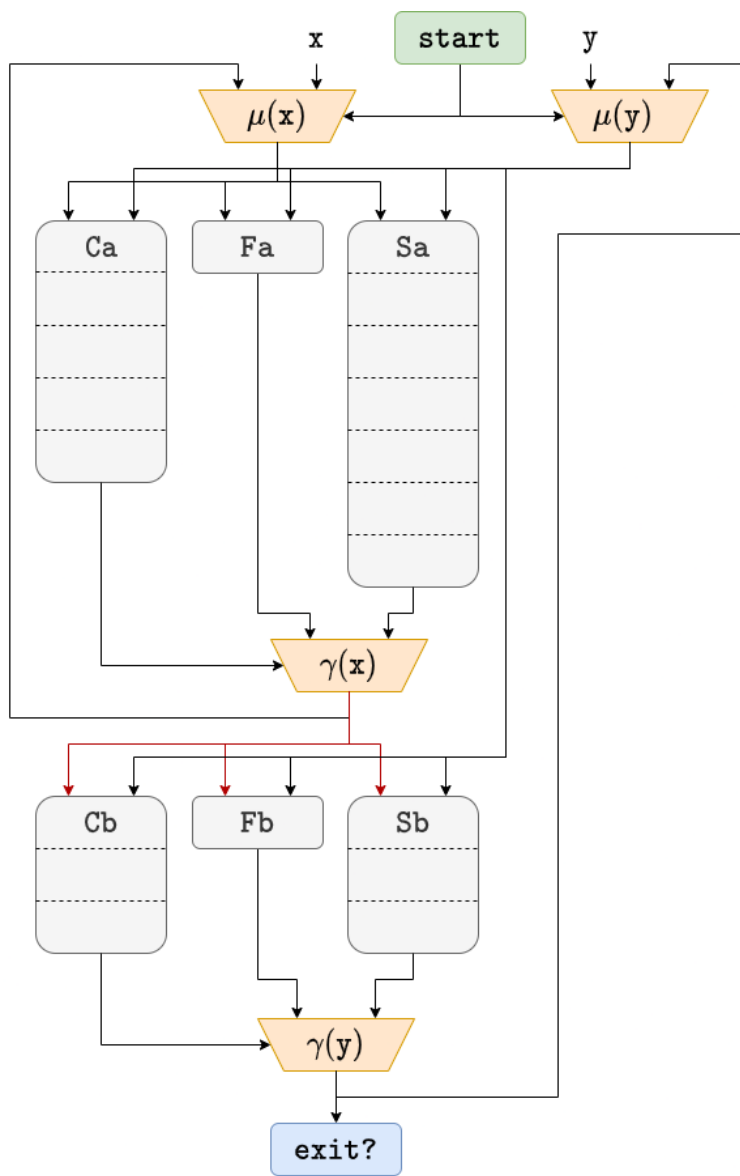 x
start
y
μ(x)
μ(y)
Ca
Fa
Sa
γ(x)
Cb
Fb
Sb
γ(y)
exit?